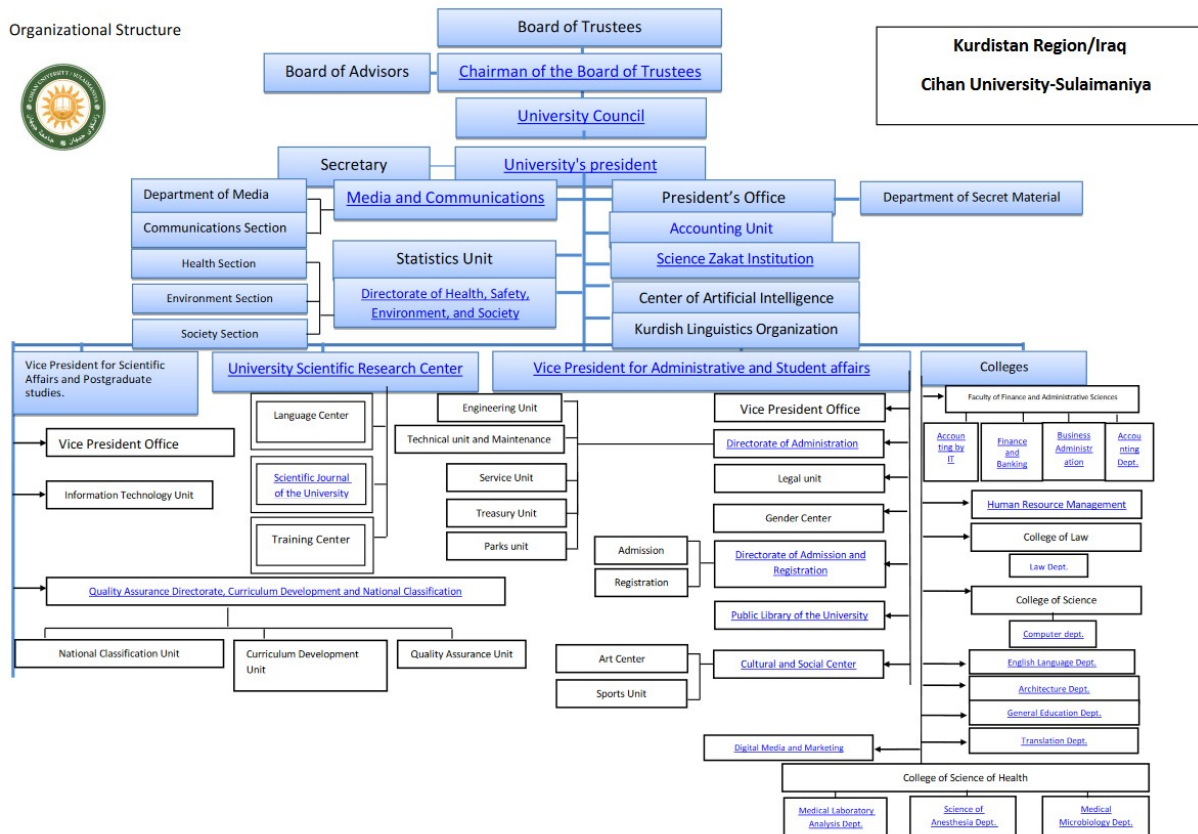 Organizational Structure
Kurdistan Region/Iraq
Cihan University-Sulaimaniya
CIHAN UNIVERSITY / SULAIMANIYA
Board of Trustees
Board of Advisors
Chairman of the Board of Trustees
University Council
Secretary
University's president
Department of Media
Communications Section
Media and Communications
President’s Office
Department of Secret Material
Accounting Unit
Health Section
Environment Section
Society Section
Statistics Unit
Directorate of Health, Safety,
Environment, and Society
Science Zakat Institution
Center of Artificial Intelligence
Kurdish Linguistics Organization
Vice President for Scientific
Affairs and Postgraduate
studies.
University Scientific Research Center
Vice President for Administrative and Student affairs
Colleges
Vice President Office
Information Technology Unit
Quality Assurance Directorate, Curriculum Development and National Classification
National Classification Unit
Curriculum Development
Unit
Quality Assurance Unit
Language Center
Scientific Journal
of the University
Training Center
Engineering Unit
Technical unit and Maintenance
Service Unit
Treasury Unit
Parks unit
Vice President Office
Directorate of Administration
Legal unit
Gender Center
Admission
Registration
Directorate of Admission and
Registration
Public Library of the University
Art Center
Sports Unit
Cultural and Social Center
Faculty of Finance and Administrative Sciences
Accoun
ting by
IT
Finance
and
Banking
Business
Administr
ation
Accou
nting
Dept.
Human Resource Management
College of Law
Law Dept.
College of Science
Computer dept.
English Language Dept.
Architecture Dept.
General Education Dept.
Translation Dept.
Digital Media and Marketing
College of Science of Health
Medical Laboratory
Analysis Dept.
Science of
Anesthesia Dept.
Medical
Microbiology Dept.